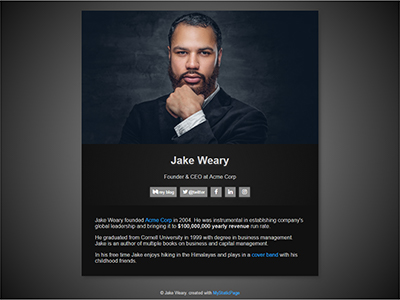 Jake Weary
Founder & CEO at Acme Corp
my blog @twitter
Jake Weary founded Acme Corp in 2004. He was instrumental in establishing company's
global leadership and bringing it to $100,000,000 yearly revenue run rate.
He graduated from Cornell University in 1999 with degree in business management.
Jake is an author of multiple books on business and capital management.
In his free time Jake enjoys hiking in the Himalayas and plays in a cover band with his
childhood friends.
© Jake Weary, created with MyStaticPage